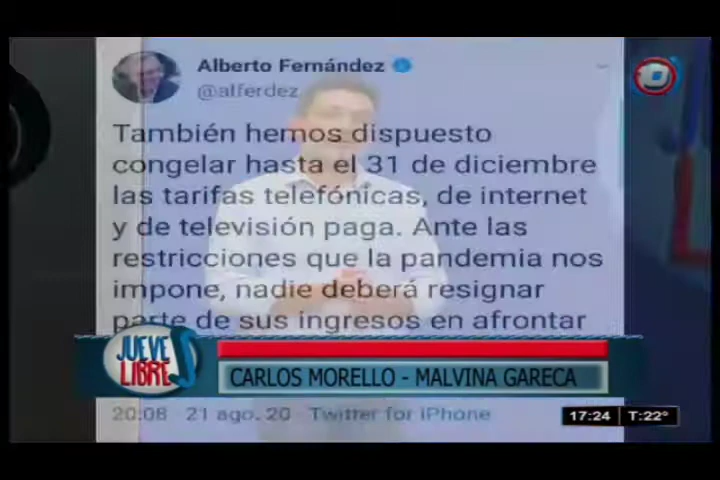 Alberto Fernández
@alferdez
También hemos dispuesto
congelar hasta el 31 de diciembre
las tarifas telefónicas, de internet
y de televisión paga. Ante las
restricciones que la pandemia nos
impone, nadie deberá resignar
parte de sus ingresos en afrontar
JUEVES
LIBRE
CARLOS MORELLO - MALVINA GARECA
20:08 21 ago. 20 Twitter for iPhone
17:24 T:22°